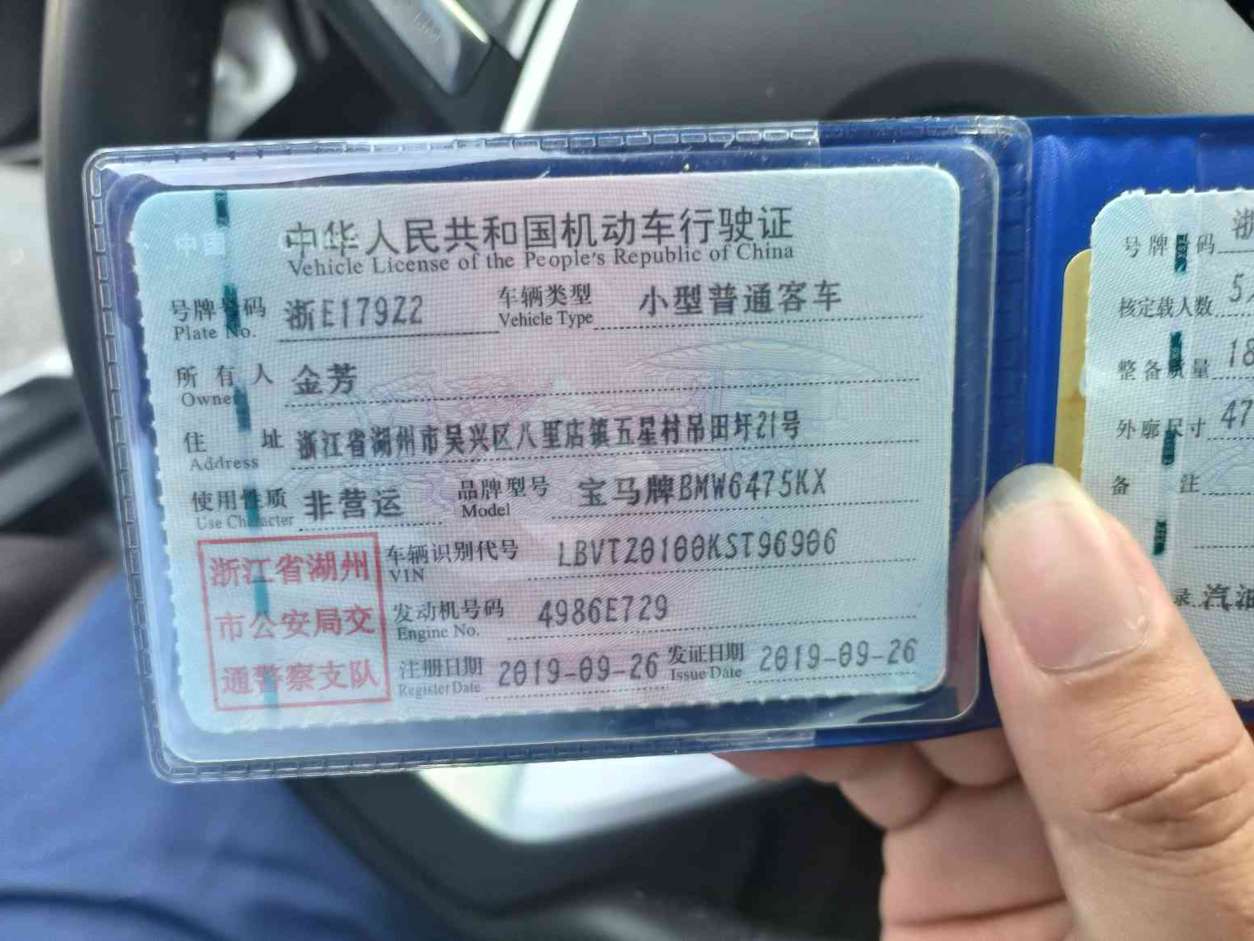 中华人民共和国机动车行驶证
Vehicle License of the People's Republic of China
号牌号码 浙E179Z2 车辆类型 小型普通客车
Plate No. Vehicle Type
所有人 金芳
Owner
住址 浙江省湖州市吴兴区八里店镇五星村吊田圩21号
Address
使用性质 非营运 品牌型号 宝马牌BMW6475KX
Use Character Model
浙江省湖州
市公安局交
通警察支队
车辆识别代号 LBVTZ0100KST96906
VIN
发动机号码 4986E729
Engine No.
注册日期 2019-09-26 发证日期 2019-09-26
Register Date Issue Date
号牌号码 浙
核定载人数 5
整备质量 18
外廓尺寸 47
备注
汽油